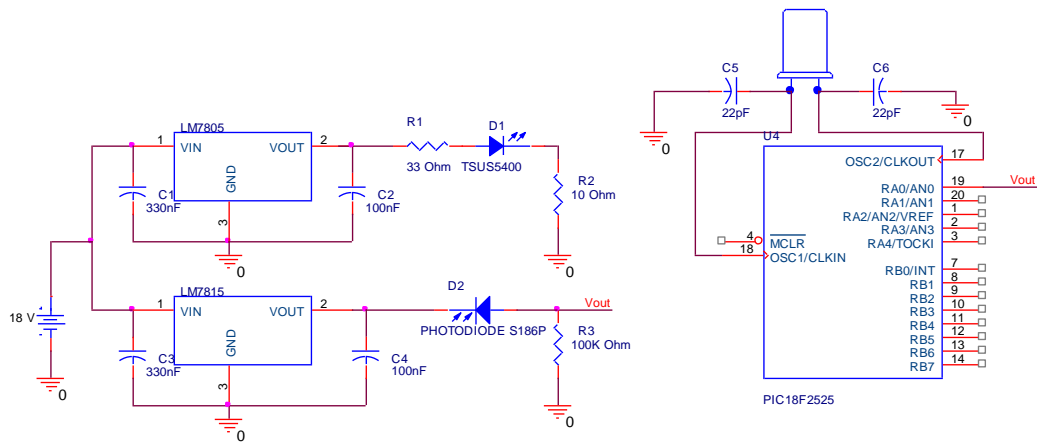 LM7805
1
VIN
VOUT
2
GND
3
C1
330nF
C2
100nF
0
R1
33 Ohm
D1
TSUS5400
R2
10 Ohm
0
18 V
0
LM7815
1
VIN
VOUT
2
GND
3
C3
330nF
C4
100nF
0
D2
PHOTODIODE S186P
Vout
R3
100K Ohm
0
C5
22pF
0
C6
22pF
0
U4
OSC2/CLKOUT
17
RA0/AN0
19
Vout
RA1/AN1
20
RA2/AN2/VREF
1
RA3/AN3
2
RA4/TOCKI
3
4
MCLR
18
OSC1/CLKIN
RB0/INT
7
RB1
8
RB2
9
RB3
10
RB4
11
RB5
12
RB6
13
RB7
14
PIC18F2525